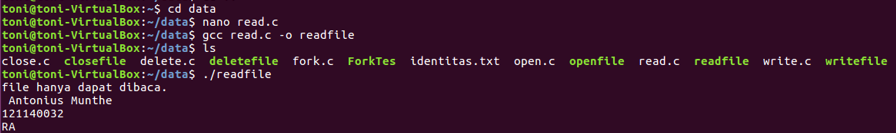 toni@toni-VirtualBox:~$ cd data
toni@toni-VirtualBox:~/data$ nano read.c
toni@toni-VirtualBox:~/data$ gcc read.c -o readfile
toni@toni-VirtualBox:~/data$ ls
close.c  closefile  delete.c  deletefile  fork.c  ForkTes  identitas.txt  open.c  openfile  read.c  readfile  write.c  writefile
toni@toni-VirtualBox:~/data$ ./readfile
file hanya dapat dibaca.
 Antonius Munthe
121140032
RA